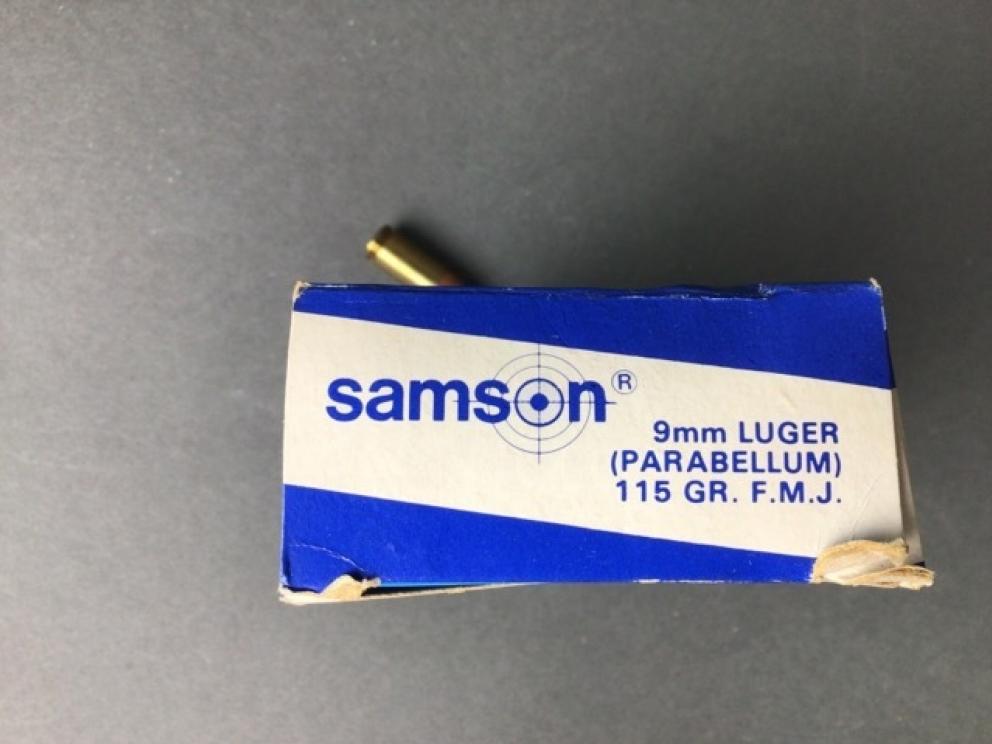 samson®
9mm LUGER
(PARABELLUM)
115 GR. F.M.J.